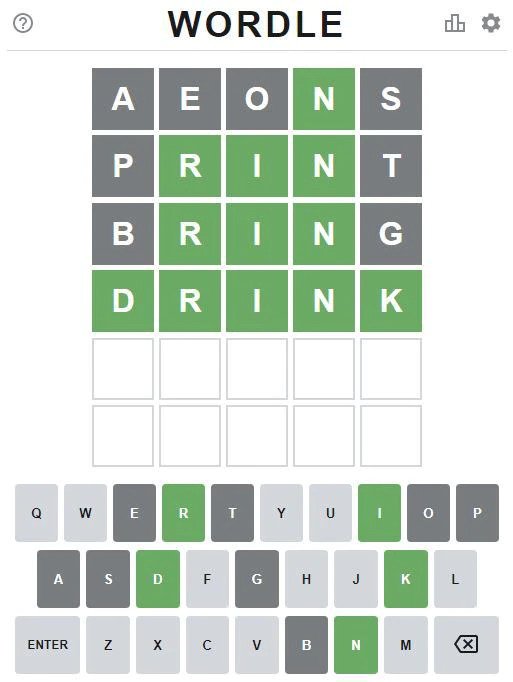 WORDLE
A E O N S
P R I N T
B R I N G
D R I N K
Q W E R T Y U I O P
A S D F G H J K L
ENTER Z X C V B N M